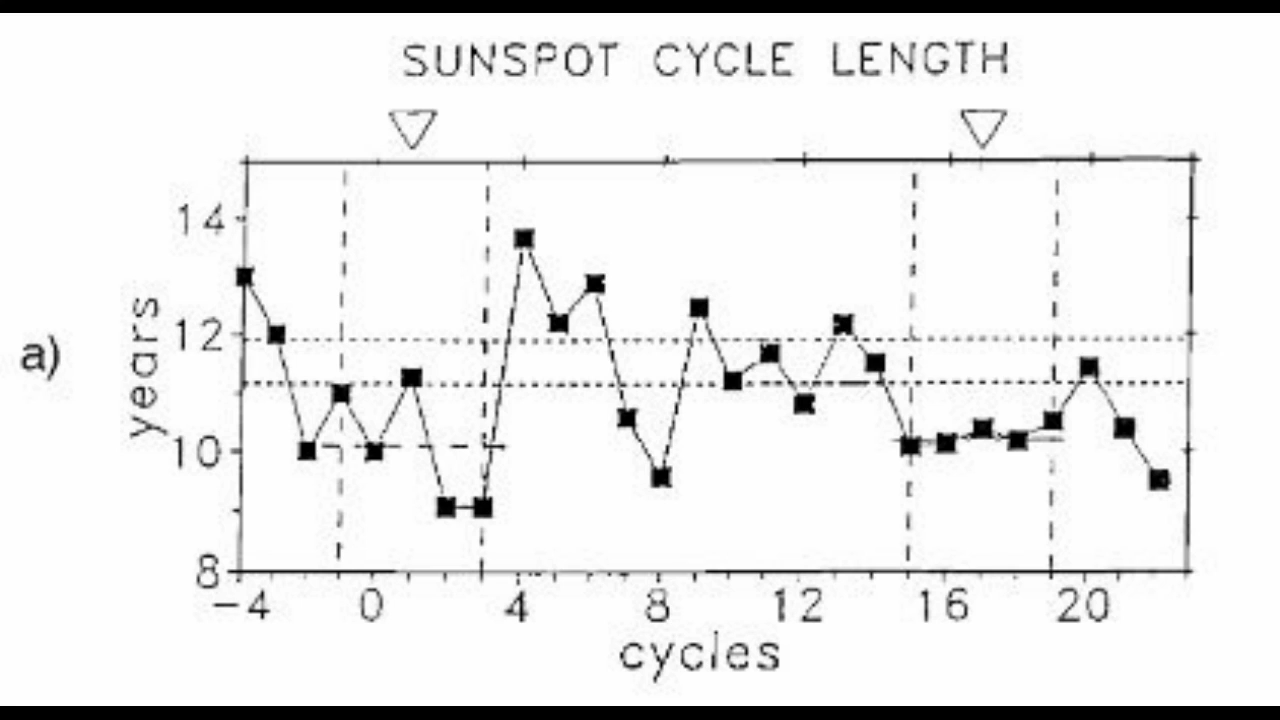 SUNSPOT CYCLE LENGTH
14
12
10
8
years
a)
-4 0 4 8 12 16 20
cycles